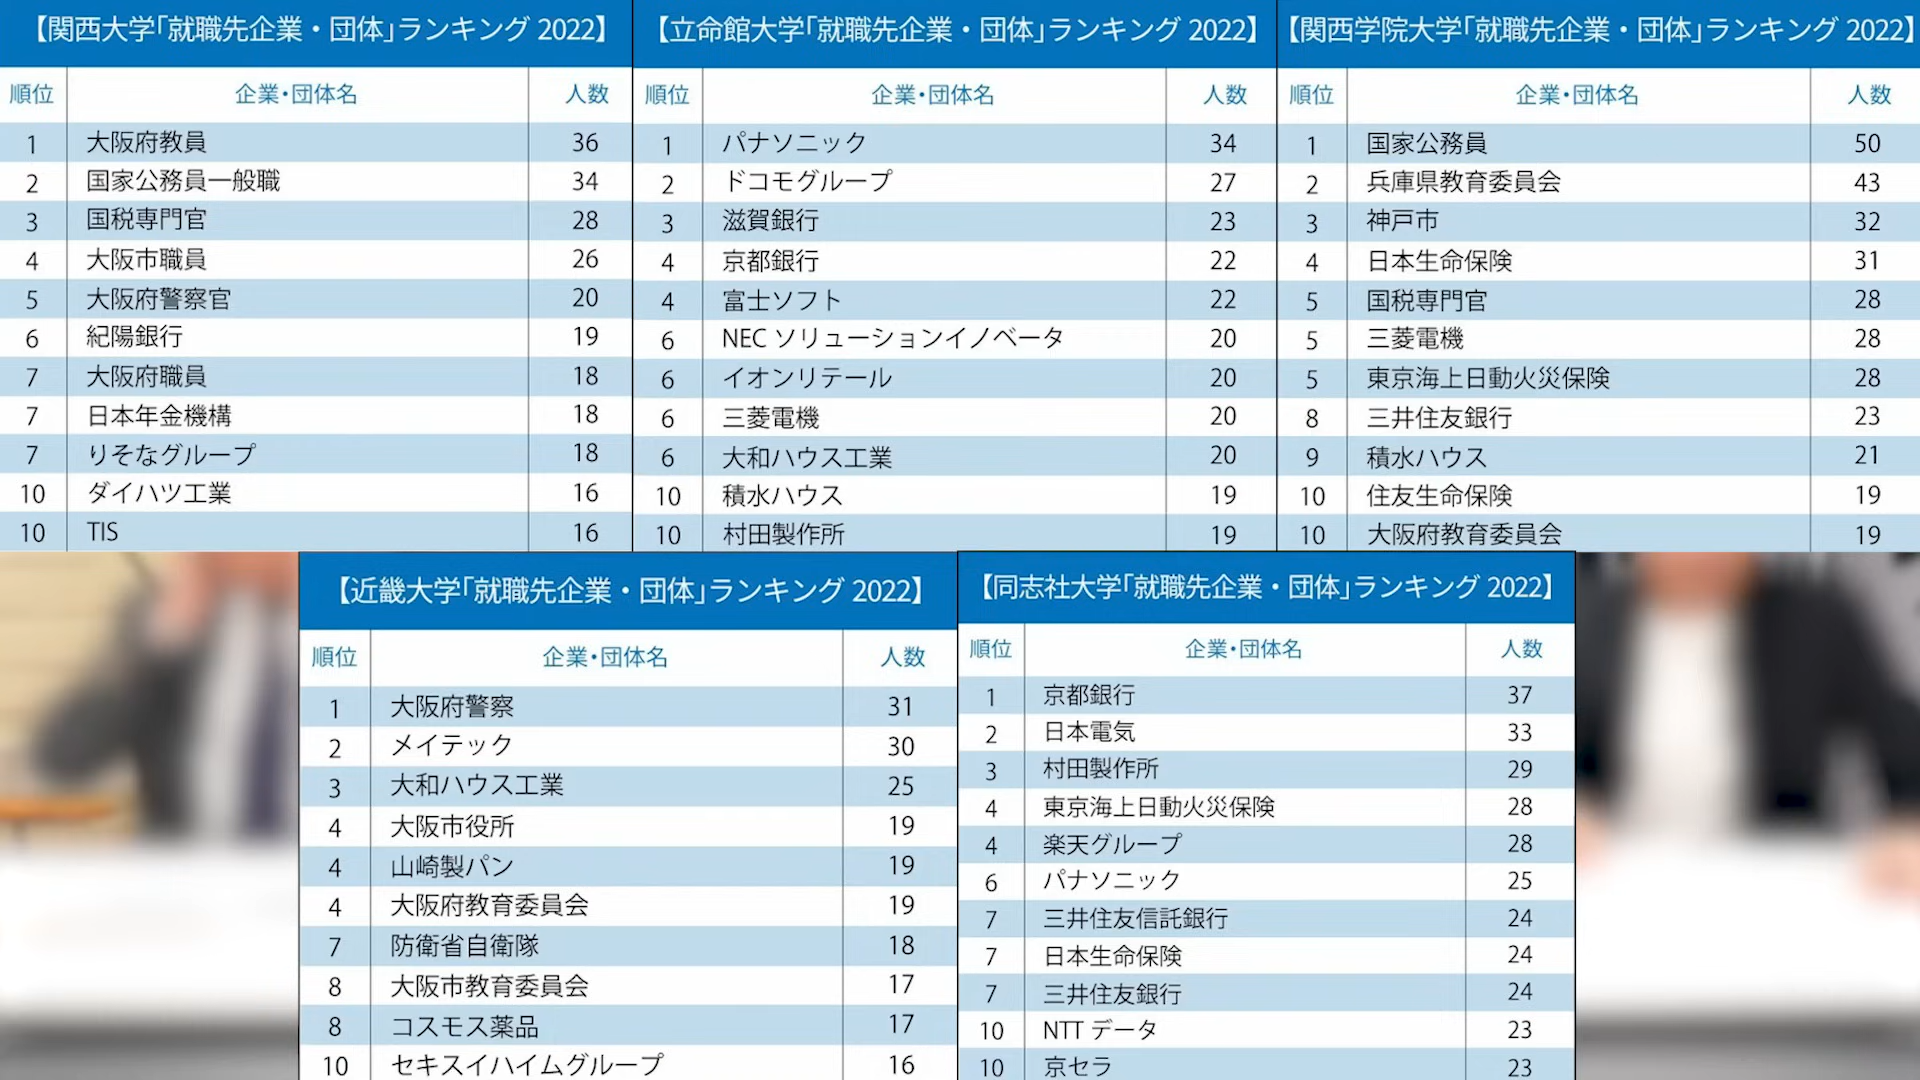 【関西大学｢就職先企業・団体｣ランキング 2022】
順位 企業･団体名 人数
1 大阪府教員 36
2 国家公務員一般職 34
3 国税専門官 28
4 大阪市職員 26
5 大阪府警察官 20
6 紀陽銀行 19
7 大阪府職員 18
7 日本年金機構 18
7 りそなグループ 18
10 ダイハツ工業 16
10 TIS 16
【立命館大学｢就職先企業・団体｣ランキング 2022】
順位 企業･団体名 人数
1 パナソニック 34
2 ドコモグループ 27
3 滋賀銀行 23
4 京都銀行 22
4 富士ソフト 22
6 NEC ソリューションイノベータ 20
6 イオンリテール 20
6 三菱電機 20
6 大和ハウス工業 20
10 積水ハウス 19
10 村田製作所 19
【関西学院大学｢就職先企業・団体｣ランキング 2022】
順位 企業･団体名 人数
1 国家公務員 50
2 兵庫県教育委員会 43
3 神戸市 32
4 日本生命保険 31
5 国税専門官 28
5 三菱電機 28
5 東京海上日動火災保険 28
8 三井住友銀行 23
9 積水ハウス 21
10 住友生命保険 19
10 大阪府教育委員会 19
【近畿大学｢就職先企業・団体｣ランキング 2022】
順位 企業･団体名 人数
1 大阪府警察 31
2 メイテック 30
3 大和ハウス工業 25
4 大阪市役所 19
4 山崎製パン 19
4 大阪府教育委員会 19
7 防衛省自衛隊 18
8 大阪市教育委員会 17
8 コスモス薬品 17
10 セキスイハイムグループ 16
【同志社大学｢就職先企業・団体｣ランキング 2022】
順位 企業･団体名 人数
1 京都銀行 37
2 日本電気 33
3 村田製作所 29
4 東京海上日動火災保険 28
4 楽天グループ 28
6 パナソニック 25
7 三井住友信託銀行 24
7 日本生命保険 24
7 三井住友銀行 24
10 NTT データ 23
10 京セラ 23